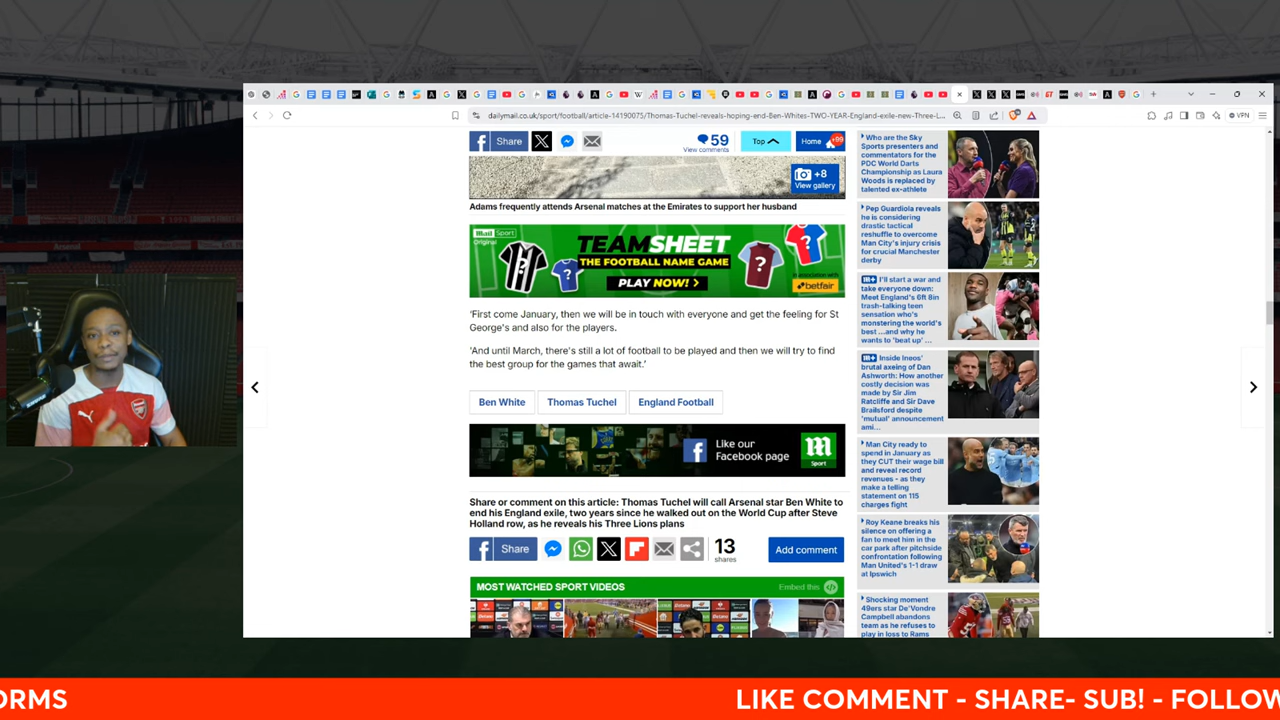 dailymail.co.uk/sport/football/article-14190075/Thomas-Tuchel-reveals-hoping-end-Ben-Whites-TWO-YEAR-England-exile-new-Three-L...
VPN
Share
59
View comments
Top
Home
+99
+8
View gallery
Adams frequently attends Arsenal matches at the Emirates to support her husband
Mail Sport
Original
TEAMSHEET
THE FOOTBALL NAME GAME
PLAY NOW! >
In association with
betfair
'First come January, then we will be in touch with everyone and get the feeling for St
George's and also for the players.
'And until March, there's still a lot of football to be played and then we will try to find
the best group for the games that await.'
Ben White
Thomas Tuchel
England Football
Like our
Facebook page
Sport
Share or comment on this article: Thomas Tuchel will call Arsenal star Ben White to
end his England exile, two years since he walked out on the World Cup after Steve
Holland row, as he reveals his Three Lions plans
Share
13
shares
Add comment
MOST WATCHED SPORT VIDEOS
Embed this
Who are the Sky
Sports presenters and
commentators for the
PDC World Darts
Championship as Laura
Woods is replaced by
talented ex-athlete
Pep Guardiola reveals
he is considering
drastic tactical
reshuffle to overcome
Man City's injury crisis
for crucial Manchester
derby
I'll start a war and
take everyone down:
Meet England's 6ft 8in
trash-talking teen
sensation who's
monstering the world's
best ...and why he
wants to 'beat up' ...
Inside Ineos'
brutal axeing of Dan
Ashworth: How another
costly decision was
made by Sir Jim
Ratcliffe and Sir Dave
Brailsford despite
'mutual' announcement
ami...
Man City ready to
spend in January as
they CUT their wage bill
and reveal record
revenues - as they
make a telling
statement on 115
charges fight
Roy Keane breaks his
silence on offering a
fan to meet him in the
car park after pitchside
confrontation following
Man United's 1-1 draw
at Ipswich
Shocking moment
49ers star De'Vondre
Campbell abandons
team as he refuses to
play in loss to Rams
ORMS
LIKE COMMENT - SHARE- SUB! - FOLLOW